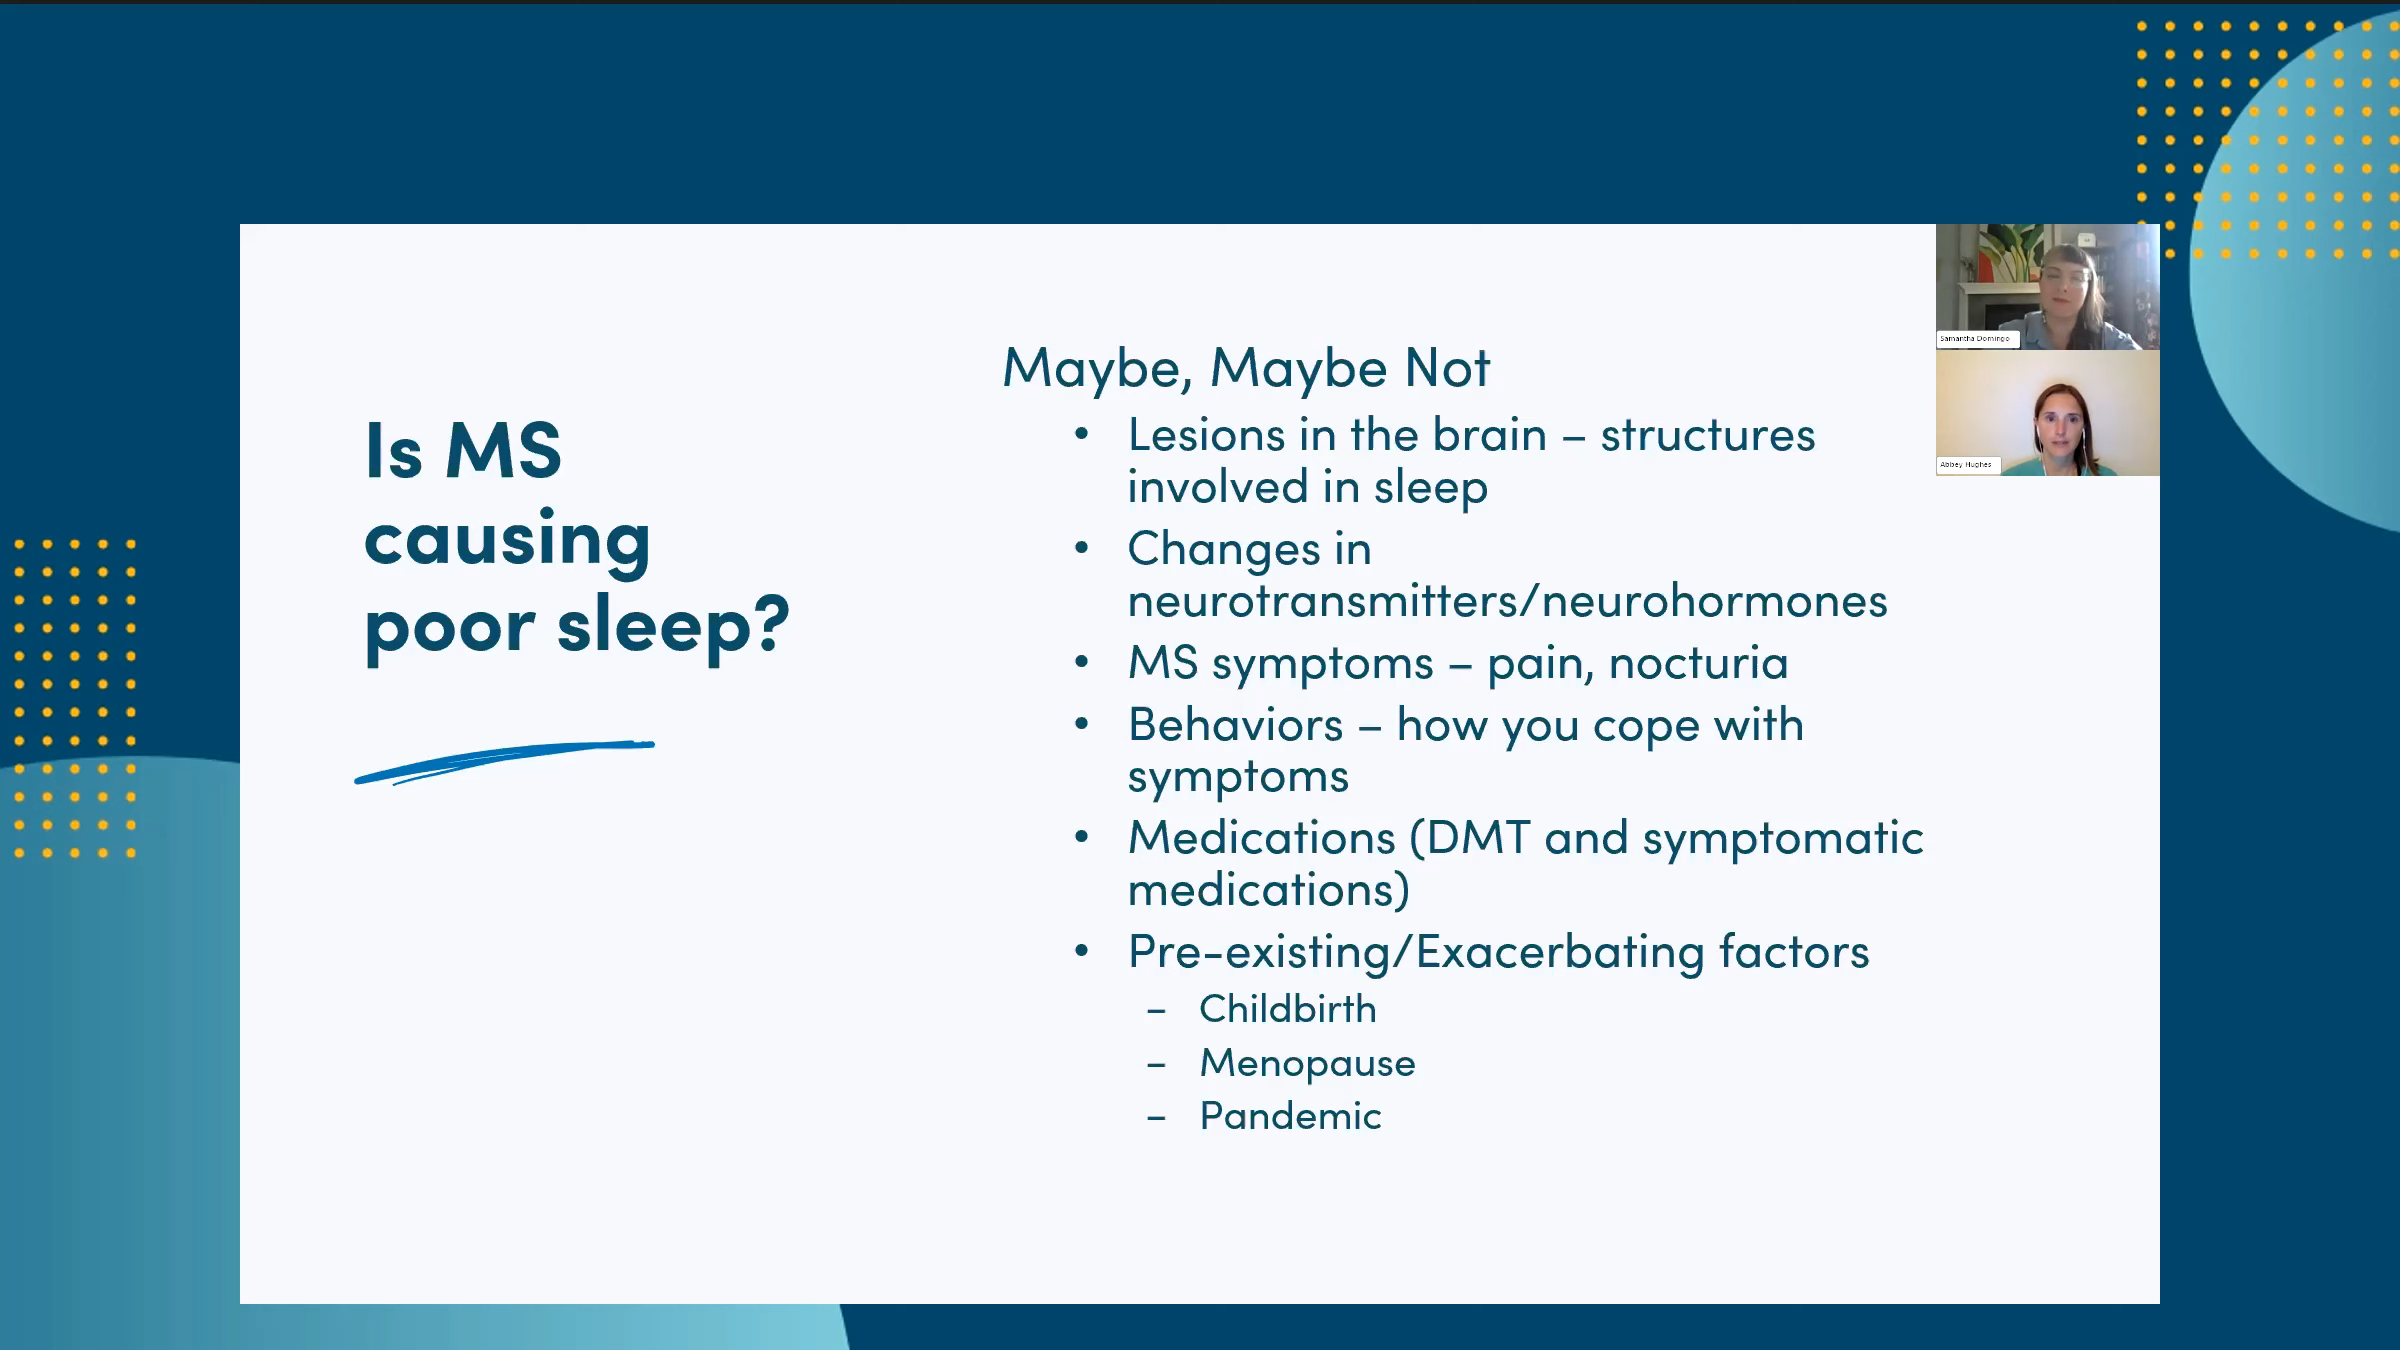 Is MS
causing
poor sleep?
Maybe, Maybe Not
• Lesions in the brain – structures
involved in sleep
• Changes in
neurotransmitters/neurohormones
• MS symptoms – pain, nocturia
• Behaviors – how you cope with
symptoms
• Medications (DMT and symptomatic
medications)
• Pre-existing/Exacerbating factors
– Childbirth
– Menopause
– Pandemic
Samantha Domingo
Abbey Hughes